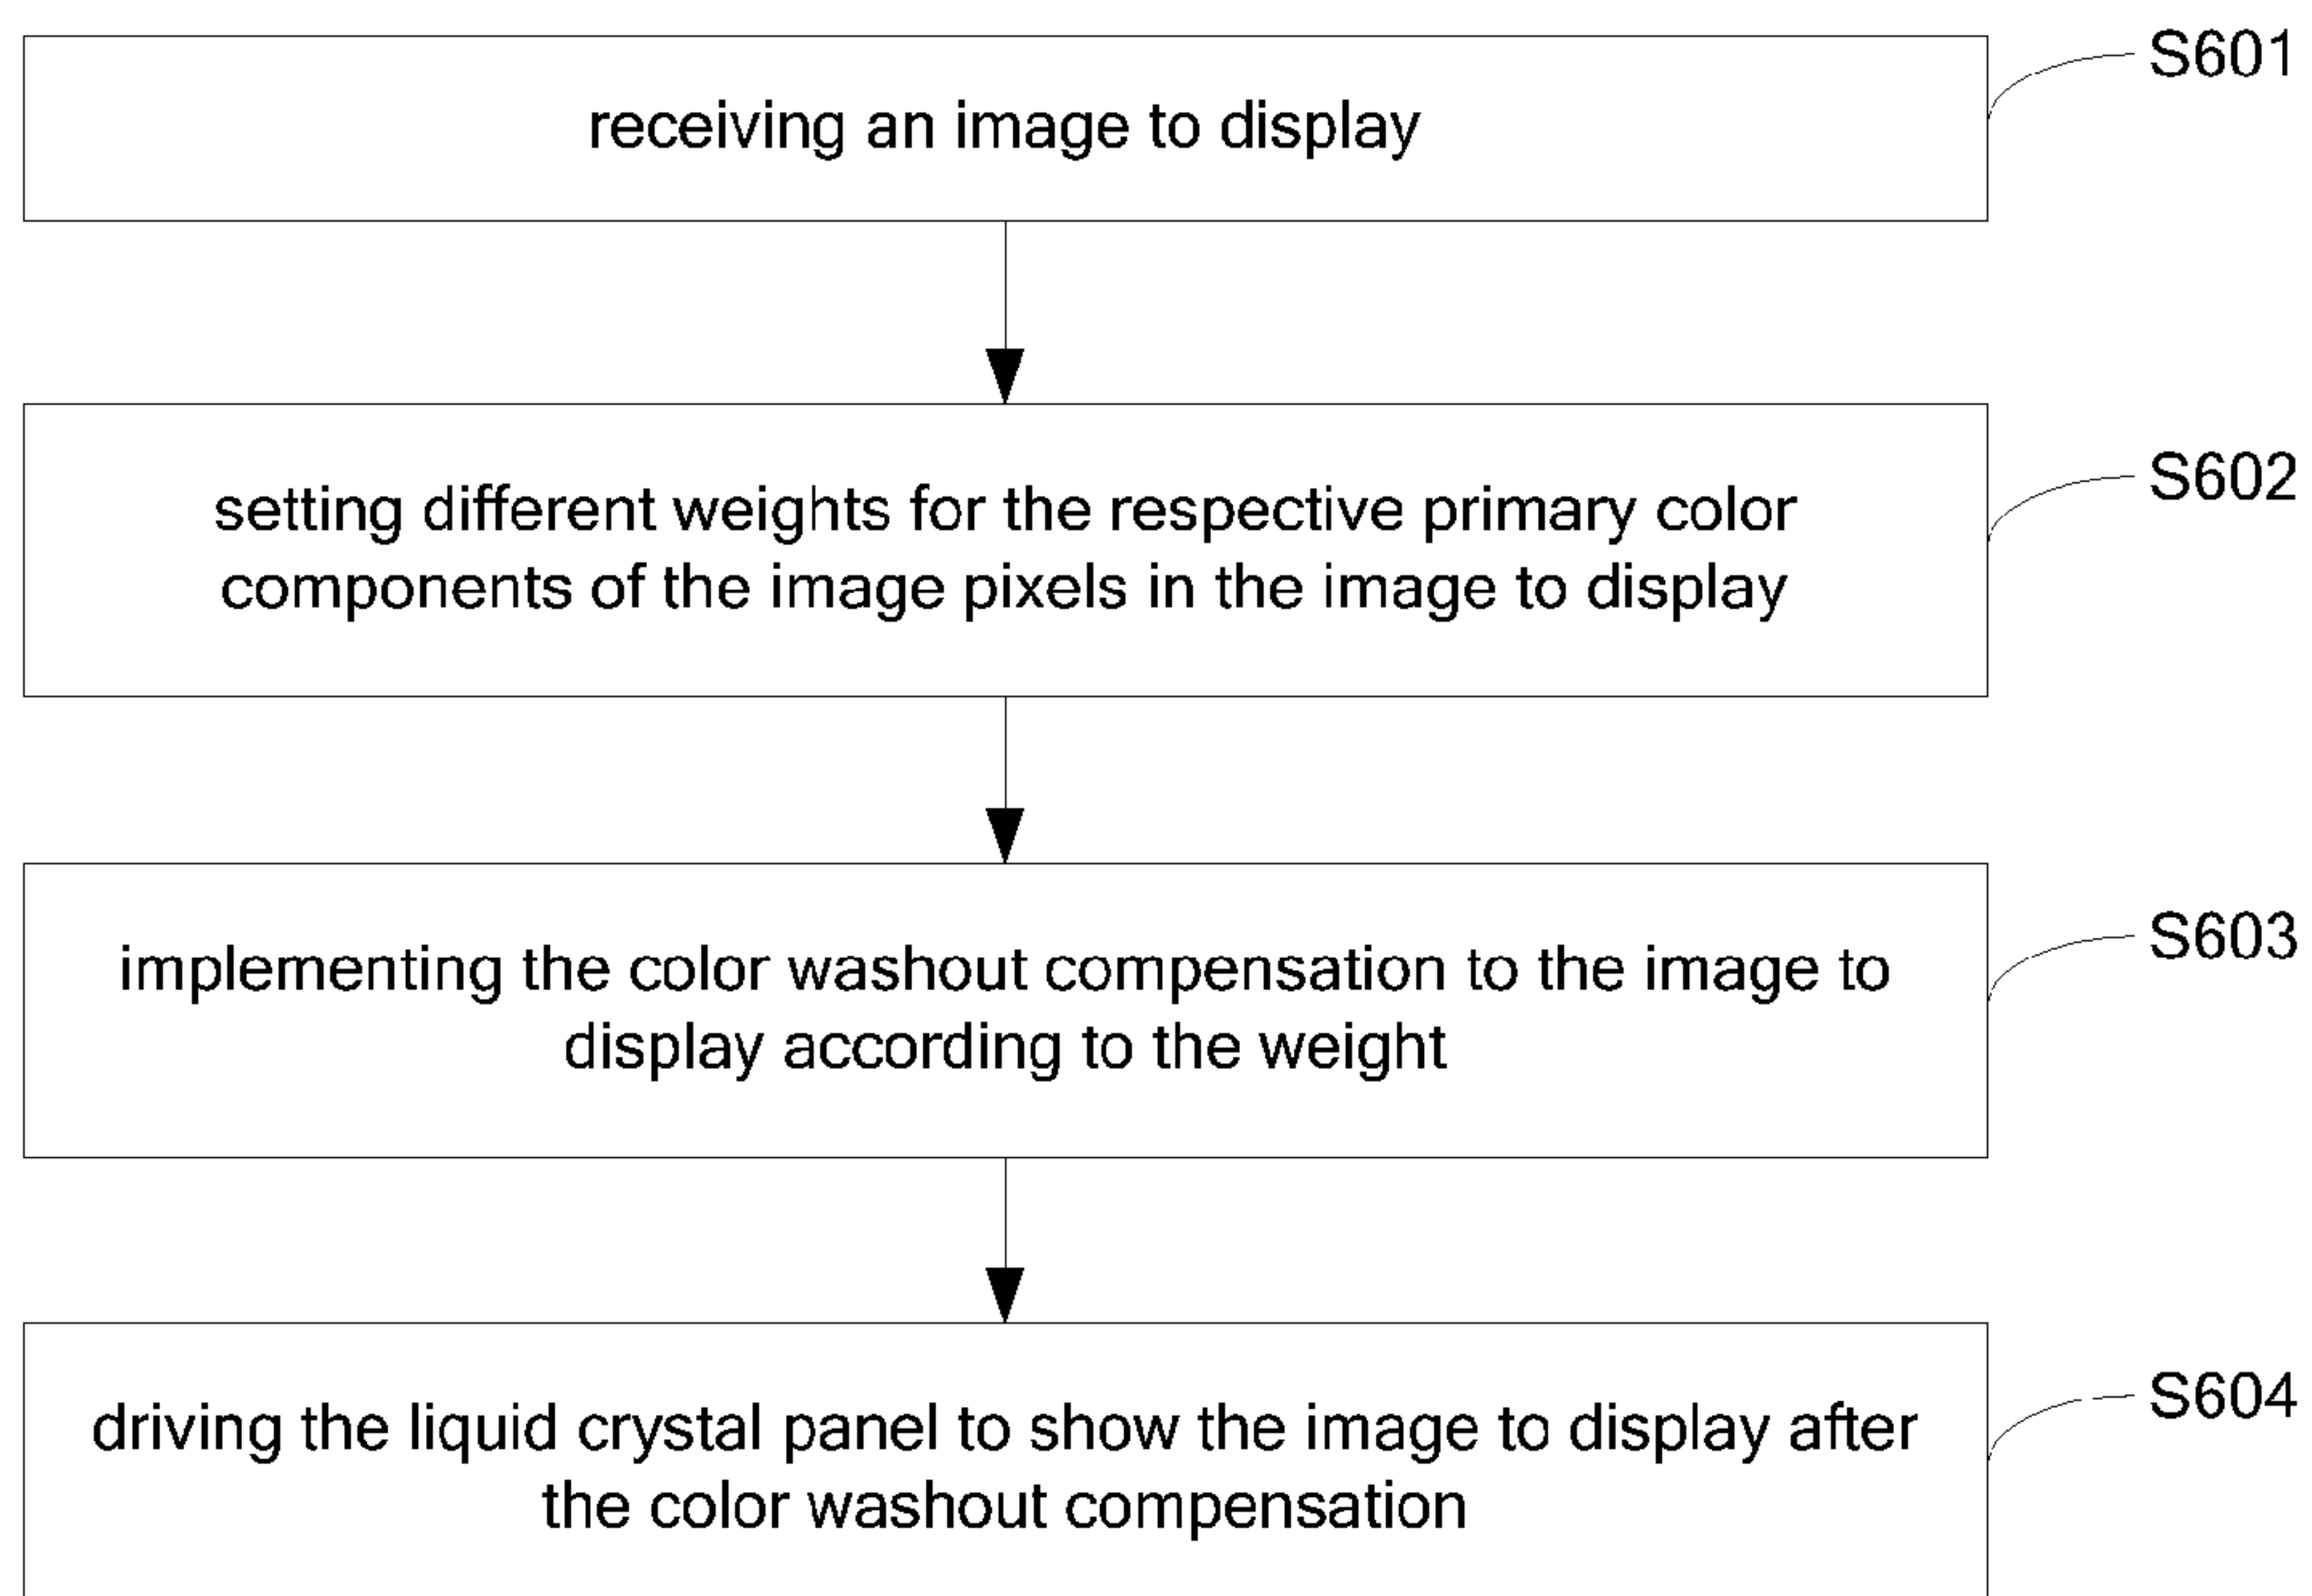 receiving an image to display
S601
setting different weights for the respective primary color
components of the image pixels in the image to display
S602
implementing the color washout compensation to the image to
display according to the weight
S603
driving the liquid crystal panel to show the image to display after
the color washout compensation
S604